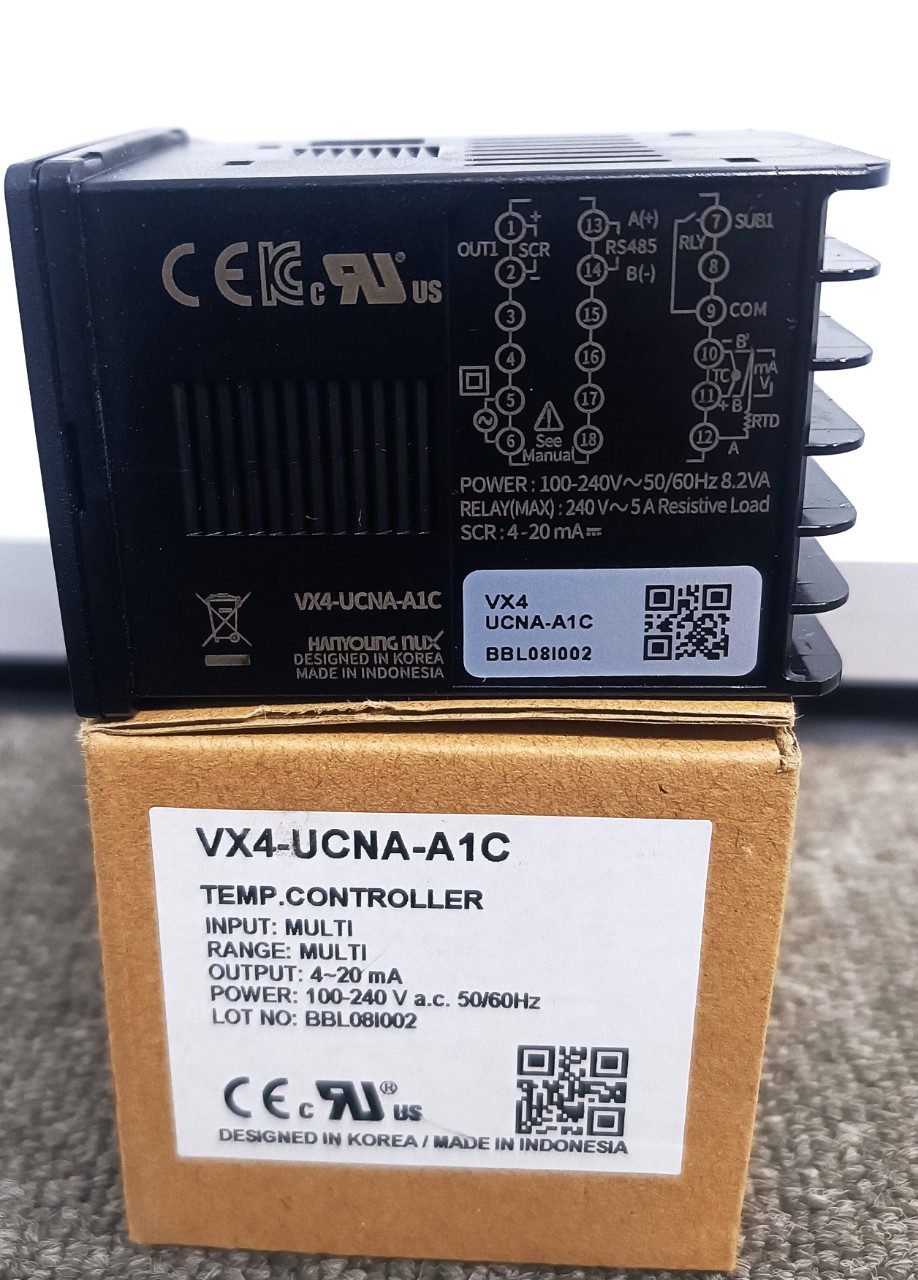 CE KC c RU US
OUT1
1 +
SCR
2 -
3
4
5
6
See
Manual
13 A(+)
RS485
14 B(-)
15
16
17
18
7 SUB1
RLY
8
9 COM
10 - B'
TC
mA
V
11 + B
RTD
12 A
POWER : 100-240V～50/60Hz 8.2VA
RELAY(MAX) : 240 V～5 A Resistive Load
SCR : 4-20 mA⎓
VX4-UCNA-A1C
HANYOUNG NUX
DESIGNED IN KOREA
MADE IN INDONESIA
VX4
UCNA-A1C
BBL08I002
VX4-UCNA-A1C
TEMP.CONTROLLER
INPUT: MULTI
RANGE: MULTI
OUTPUT: 4~20 mA
POWER: 100-240 V a.c. 50/60Hz
LOT NO: BBL08I002
CE c RU® US
DESIGNED IN KOREA / MADE IN INDONESIA